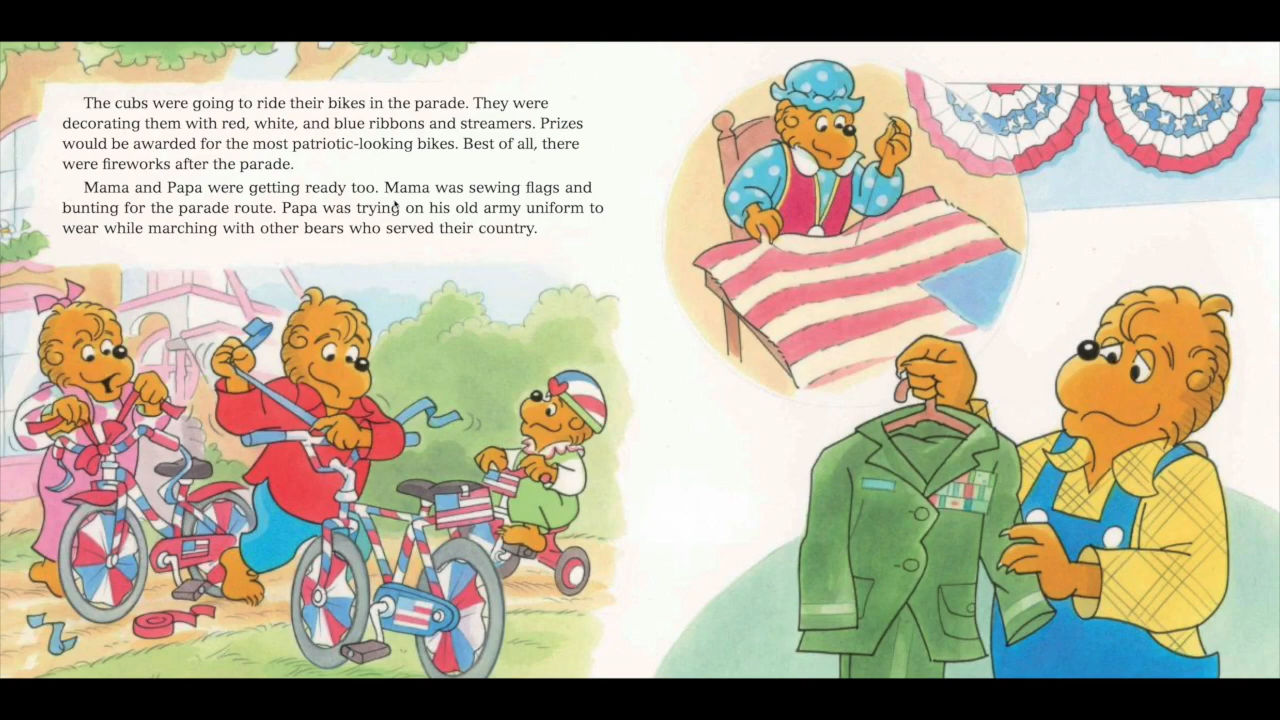 The cubs were going to ride their bikes in the parade. They were
decorating them with red, white, and blue ribbons and streamers. Prizes
would be awarded for the most patriotic-looking bikes. Best of all, there
were fireworks after the parade.
Mama and Papa were getting ready too. Mama was sewing flags and
bunting for the parade route. Papa was trying on his old army uniform to
wear while marching with other bears who served their country.